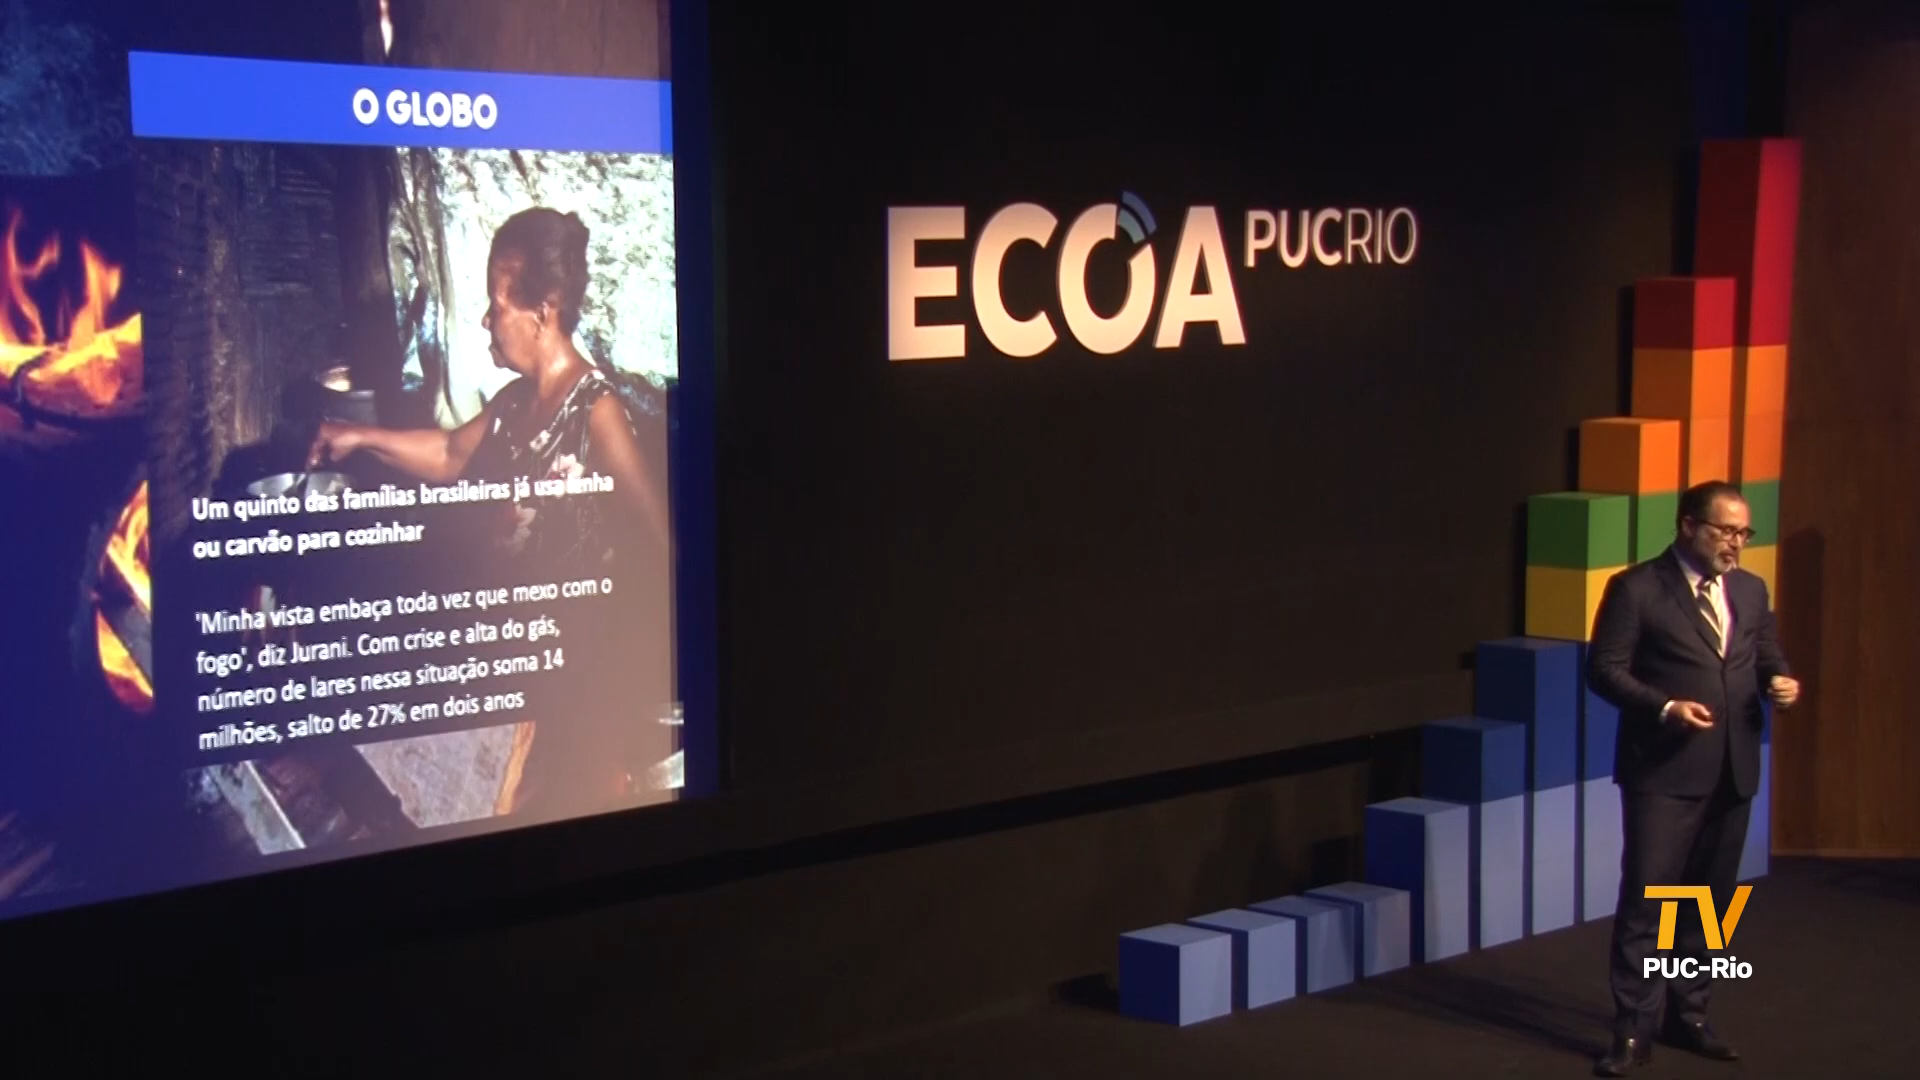 O GLOBO
Um quinto das famílias brasileiras já usa lenha
ou carvão para cozinhar
'Minha vista embaça toda vez que mexo com o
fogo', diz Jurani. Com crise e alta do gás,
número de lares nessa situação soma 14
milhões, salto de 27% em dois anos
ECOA PUCRIO
TV
PUC-Rio